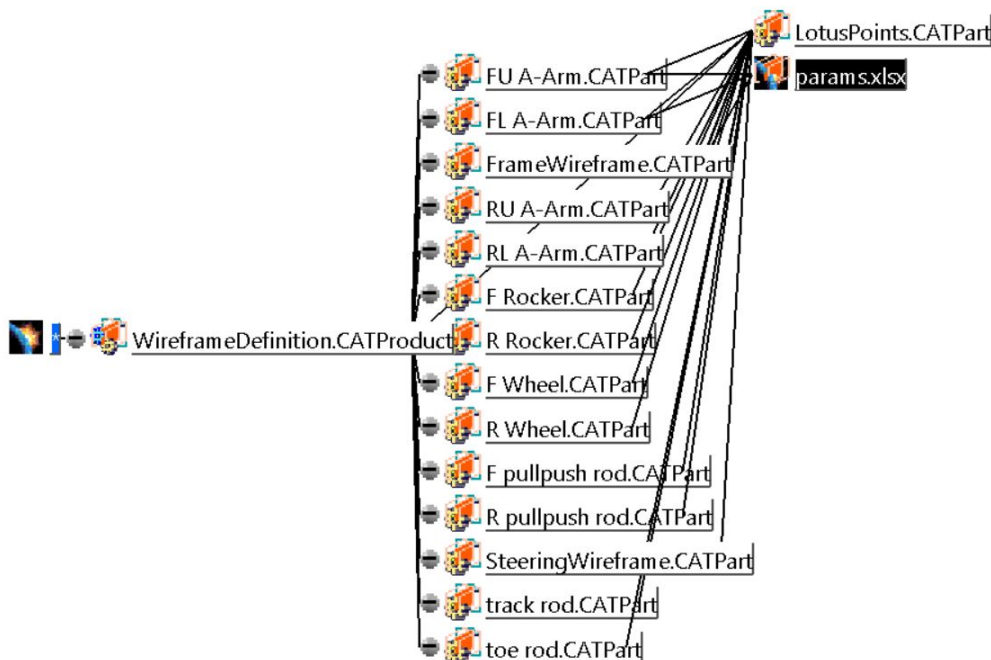 LotusPoints.CATPart
params.xlsx
FU A-Arm.CATPart
FL A-Arm.CATPart
FrameWireframe.CATPart
RU A-Arm.CATPart
RL A-Arm.CATPart
F Rocker.CATPart
* WireframeDefinition.CATProduct
R Rocker.CATPart
F Wheel.CATPart
R Wheel.CATPart
F pullpush rod.CATPart
R pullpush rod.CATPart
SteeringWireframe.CATPart
track rod.CATPart
toe rod.CATPart